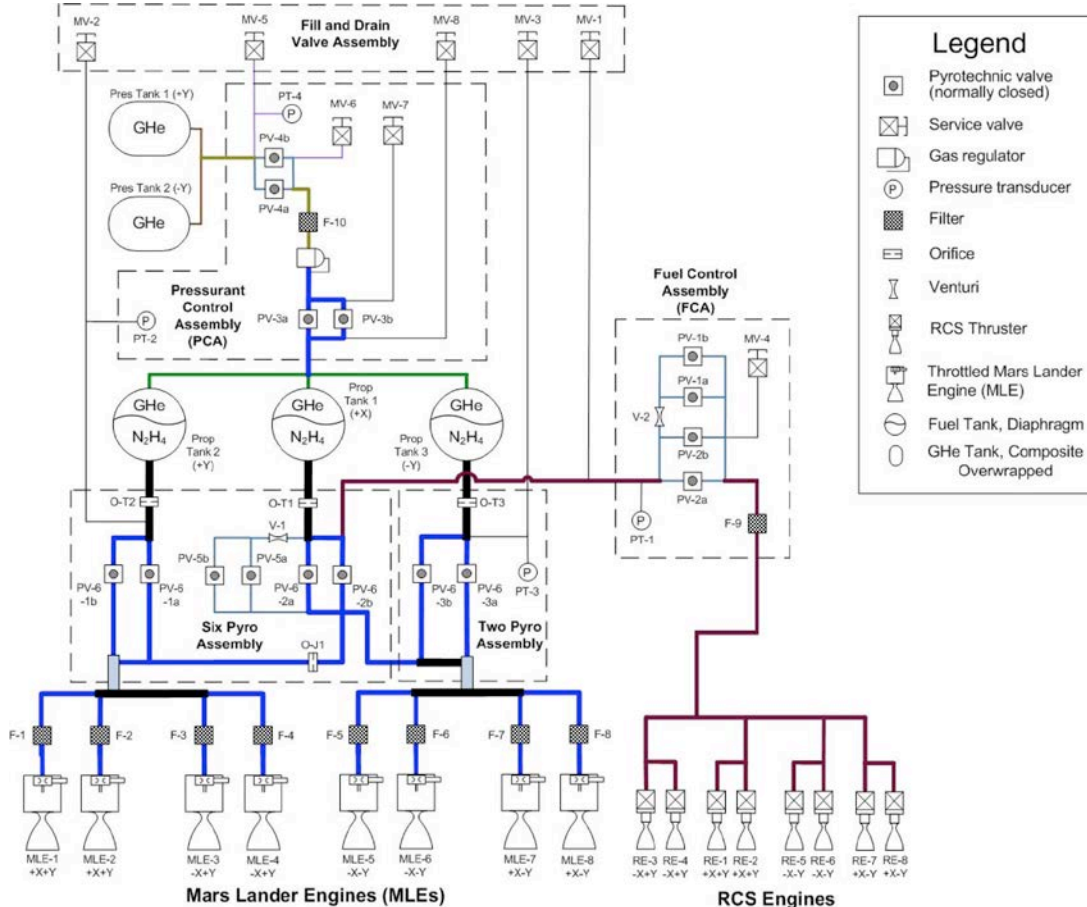 MV-2
MV-5
MV-8
MV-3
MV-1
Fill and Drain
Valve Assembly
Pres Tank 1 (+Y)
GHe
PT-4
P
MV-6
MV-7
PV-4b
Pres Tank 2 (-Y)
GHe
PV-4a
F-10
Pressurant
Control
Assembly
(PCA)
P
PT-2
PV-3a
PV-3b
Fuel Control
Assembly
(FCA)
PV-1b
MV-4
PV-1a
V-2
PV-2b
PV-2a
P
PT-1
F-9
GHe
N2H4
Prop
Tank 2
(+Y)
GHe
N2H4
Prop
Tank 1
(+X)
GHe
N2H4
Prop
Tank 3
(-Y)
O-T2
O-T1
O-T3
V-1
PV-5b
PV-5a
PV-6
-1b
PV-6
-1a
PV-6
-2a
PV-6
-2b
PV-6
-3b
PV-6
-3a
P
PT-3
Six Pyro
Assembly
O-J1
Two Pyro
Assembly
F-1
F-2
F-3
F-4
F-5
F-6
F-7
F-8
MLE-1
+X+Y
MLE-2
+X+Y
MLE-3
-X+Y
MLE-4
-X+Y
MLE-5
-X-Y
MLE-6
-X-Y
MLE-7
+X-Y
MLE-8
+X-Y
RE-3
-X+Y
RE-4
-X+Y
RE-1
+X+Y
RE-2
+X+Y
RE-5
-X-Y
RE-6
-X-Y
RE-7
+X-Y
RE-8
+X-Y
Mars Lander Engines (MLEs)
RCS Engines
Legend
Pyrotechnic valve
(normally closed)
Service valve
Gas regulator
P
Pressure transducer
Filter
Orifice
Venturi
RCS Thruster
Throttled Mars Lander
Engine (MLE)
Fuel Tank, Diaphragm
GHe Tank, Composite
Overwrapped